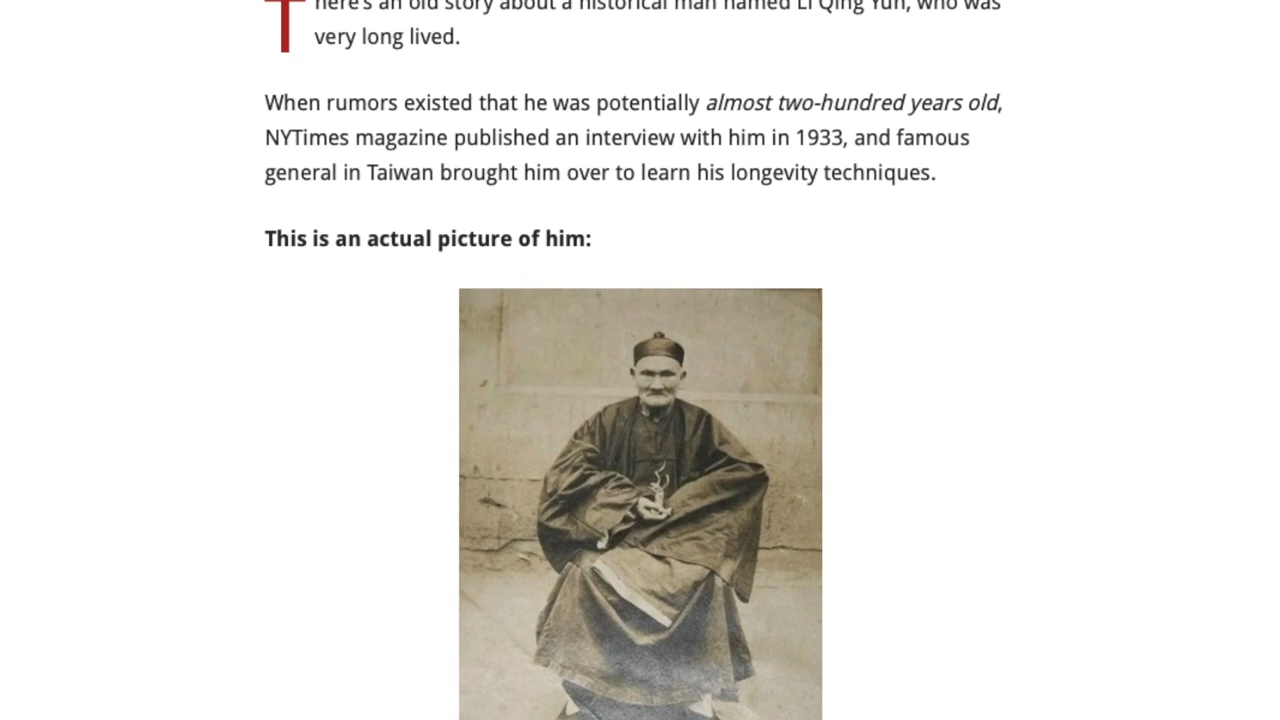 There's an old story about a historical man named Li Qing Yun, who was
very long lived.
When rumors existed that he was potentially almost two-hundred years old,
NYTimes magazine published an interview with him in 1933, and famous
general in Taiwan brought him over to learn his longevity techniques.
This is an actual picture of him: